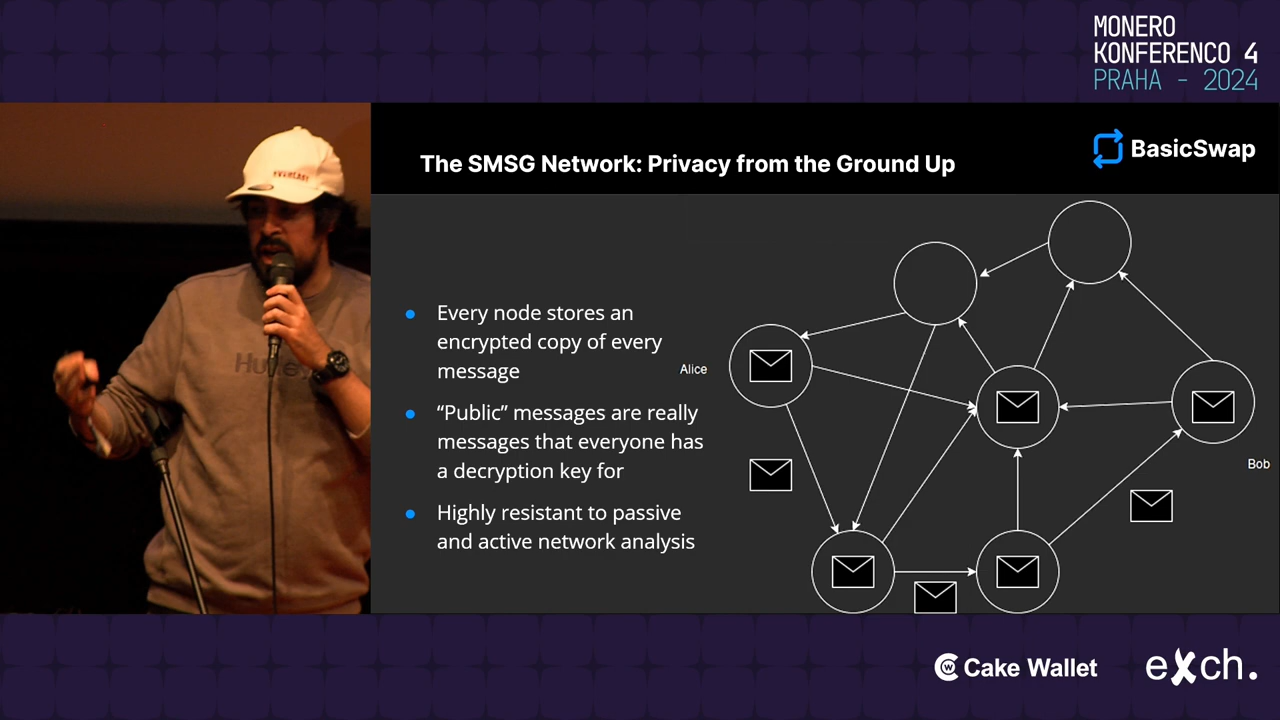 MONERO
KONFERENCO 4
PRAHA - 2024
BasicSwap
The SMSG Network: Privacy from the Ground Up
Every node stores an
encrypted copy of every
message
“Public” messages are really
messages that everyone has
a decryption key for
Highly resistant to passive
and active network analysis
Alice
Bob
Cake Wallet
eXch.